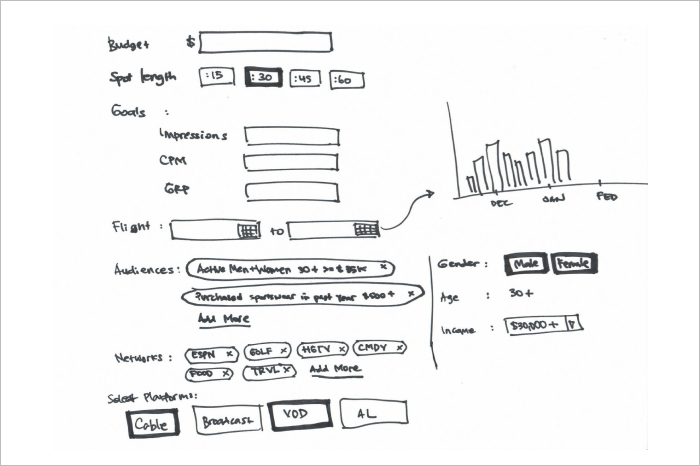 Budget $
Spot length :15 :30 :45 :60
Goals :
Impressions
CPM
GRP
Flight : to
DEC JAN FEB
Audiences : Active Men+Women 30+ >= $ 85K x
Purchased sportswear in past year $000+ x
Add More
Gender : Male Female
Age : 30+
Income : $30,000+
Networks : ESPN x GOLF x HGTV x CMDY x
FOOD x TRVL x Add More
Select Platforms:
Cable Broadcast VOD AL